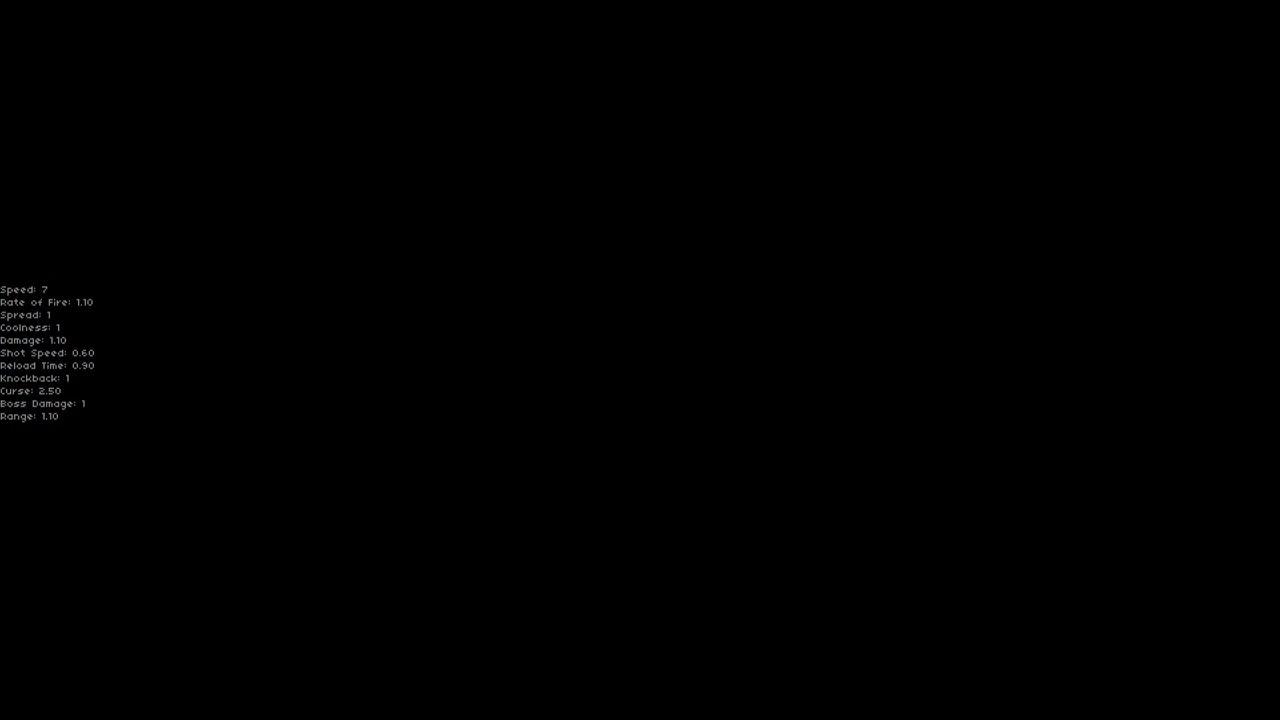 Speed: 7
Rate of Fire: 1.10
Spread: 1
Coolness: 1
Damage: 1.10
Shot Speed: 0.60
Reload Time: 0.90
Knockback: 1
Curse: 2.50
Boss Damage: 1
Range: 1.10